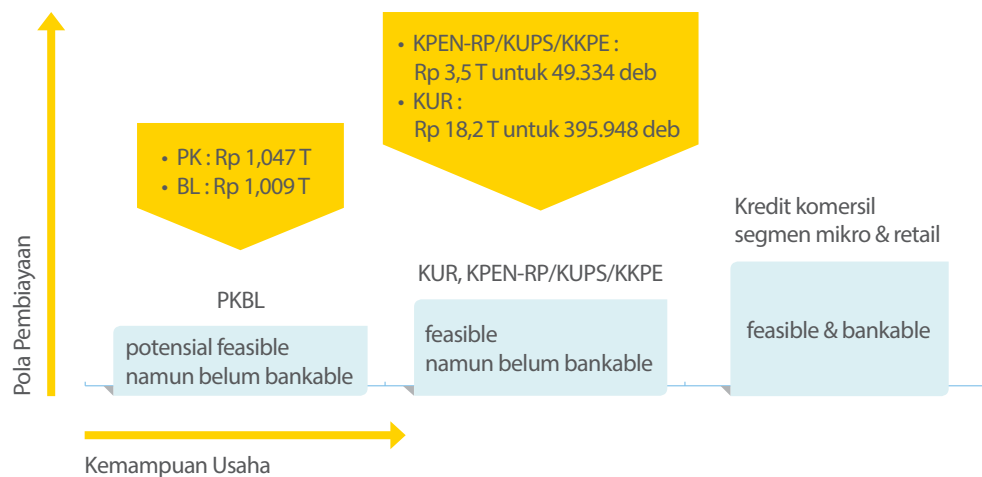 • KPEN-RP/KUPS/KKPE :
Rp 3,5 T untuk 49.334 deb
• KUR :
Rp 18,2 T untuk 395.948 deb
• PK : Rp 1,047 T
• BL : Rp 1,009 T
Kredit komersil
segmen mikro & retail
KUR, KPEN-RP/KUPS/KKPE
PKBL
potensial feasible
namun belum bankable
feasible
namun belum bankable
feasible & bankable
Pola Pembiayaan
Kemampuan Usaha